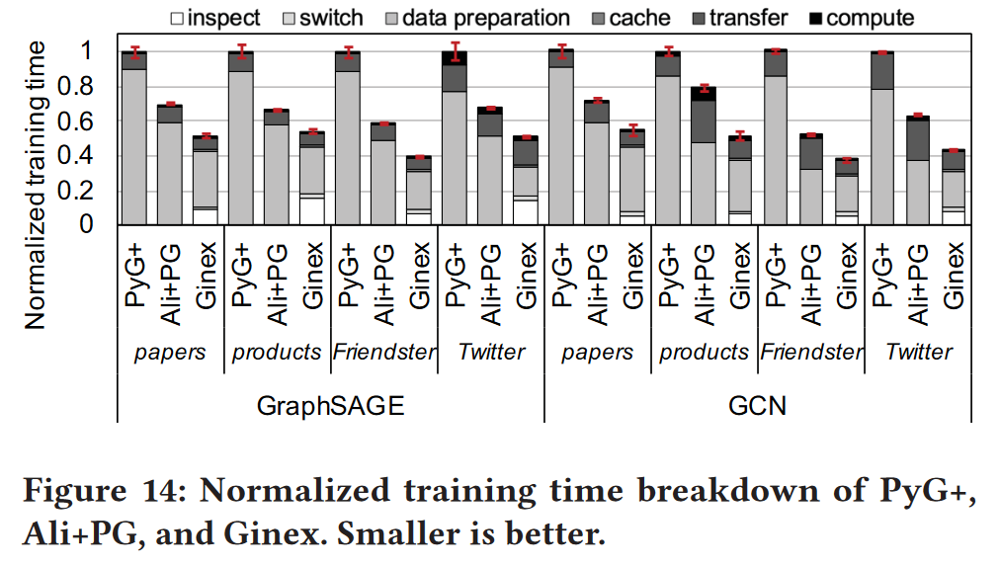 inspect switch data preparation cache transfer compute
Normalized training time
1
0.8
0.6
0.4
0.2
0
PyG+ Ali+PG Ginex PyG+ Ali+PG Ginex PyG+ Ali+PG Ginex PyG+ Ali+PG Ginex PyG+ Ali+PG Ginex PyG+ Ali+PG Ginex PyG+ Ali+PG Ginex PyG+ Ali+PG Ginex
papers products Friendster Twitter papers products Friendster Twitter
GraphSAGE GCN
Figure 14: Normalized training time breakdown of PyG+,
Ali+PG, and Ginex. Smaller is better.